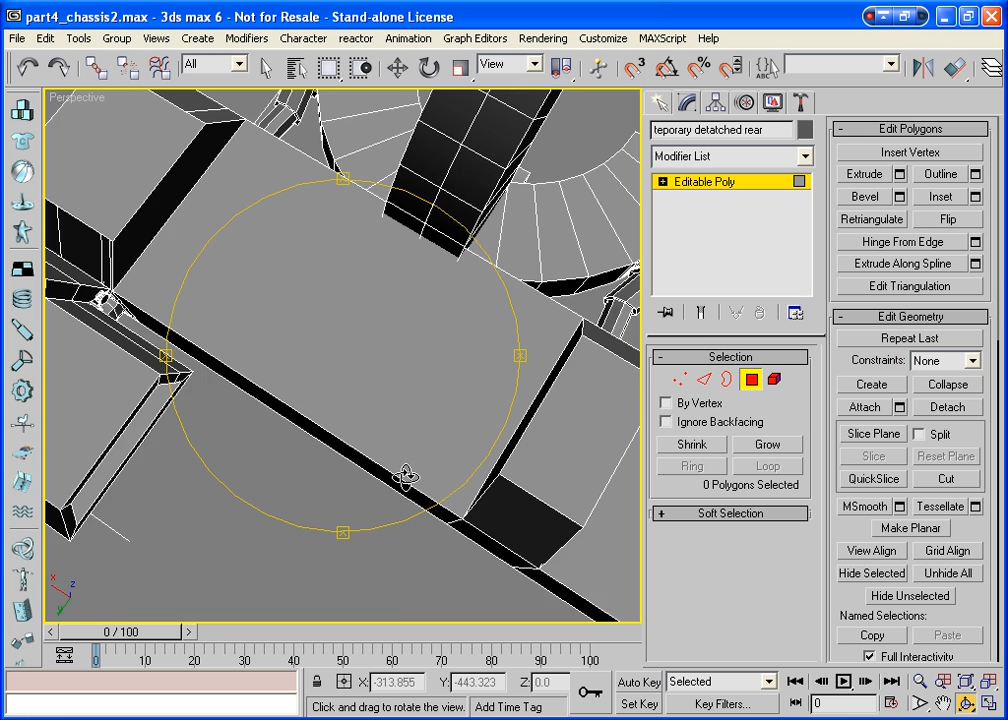 part4_chassis2.max - 3ds max 6 - Not for Resale - Stand-alone License
File Edit Tools Group Views Create Modifiers Character reactor Animation Graph Editors Rendering Customize MAXScript Help
All
View
Perspective
teporary detatched rear
Modifier List
Editable Poly
Selection
By Vertex
Ignore Backfacing
Shrink Grow
Ring Loop
0 Polygons Selected
Soft Selection
Edit Polygons
Insert Vertex
Extrude Outline
Bevel Inset
Retriangulate Flip
Hinge From Edge
Extrude Along Spline
Edit Triangulation
Edit Geometry
Repeat Last
Constraints: None
Create Collapse
Attach Detach
Slice Plane Split
Slice Reset Plane
QuickSlice Cut
MSmooth Tessellate
Make Planar
View Align Grid Align
Hide Selected Unhide All
Hide Unselected
Named Selections:
Copy Paste
Full Interactivity
x z y
0 / 100
0 10 20 30 40 50 60 70 80 90 100
X: -313.855 Y: -443.323 Z: 0.0
Auto Key Selected
Click and drag to rotate the view. Add Time Tag
Set Key Key Filters... 0